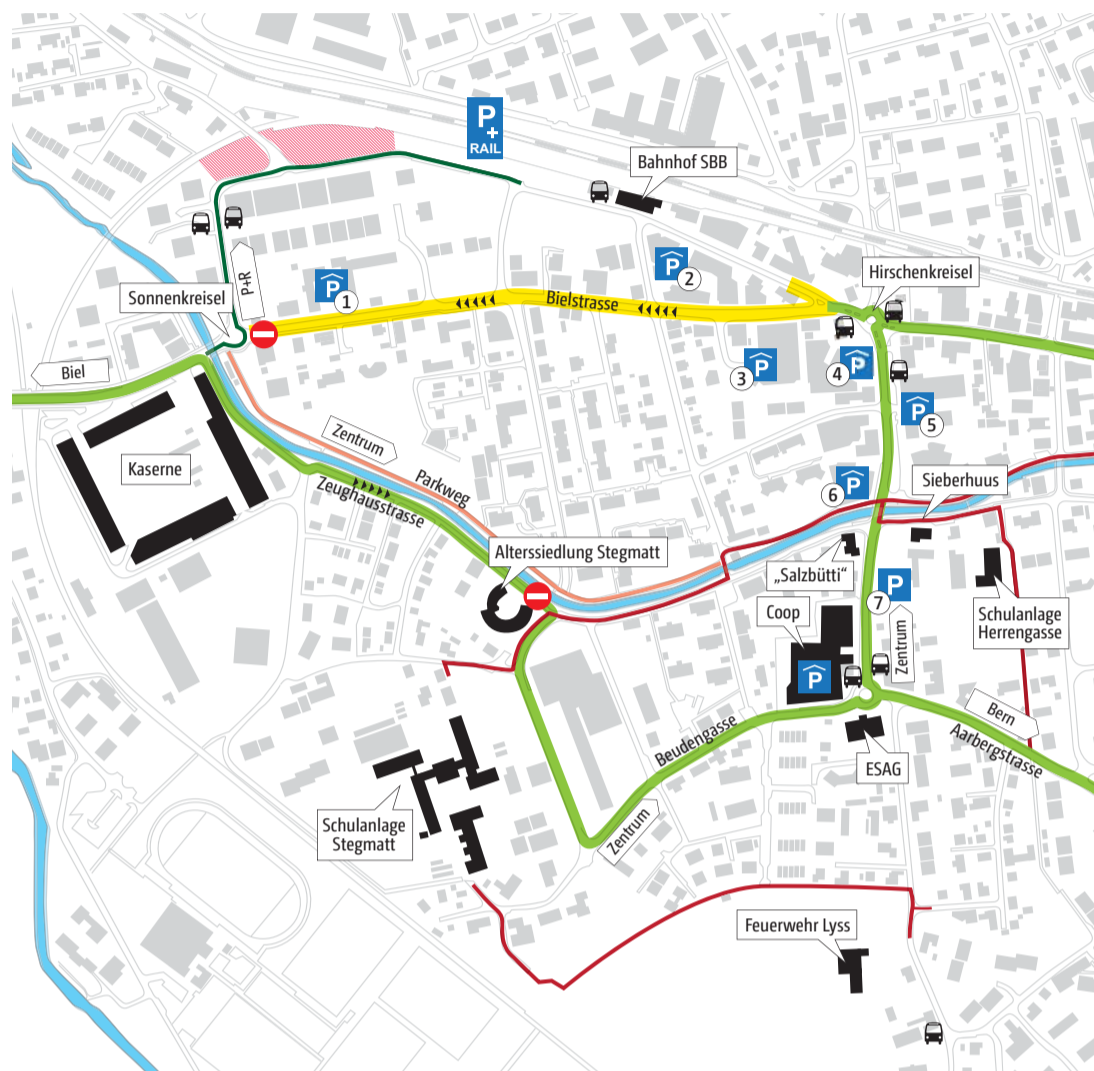 P
+
RAIL
Bahnhof SBB
P
2
Hirschenkreisel
P+R
P
1
Sonnenkreisel
Bielstrasse
Biel
P
3
P
4
P
5
Zentrum
Parkweg
Kaserne
Zeughausstrasse
P
6
Sieberhuus
Alterssiedlung Stegmatt
„Salzbütti“
P
7
Coop
P
Zentrum
Schulanlage
Herrengasse
Bern
Aarbergstrasse
Beudengasse
ESAG
Schulanlage
Stegmatt
Zentrum
Feuerwehr Lyss